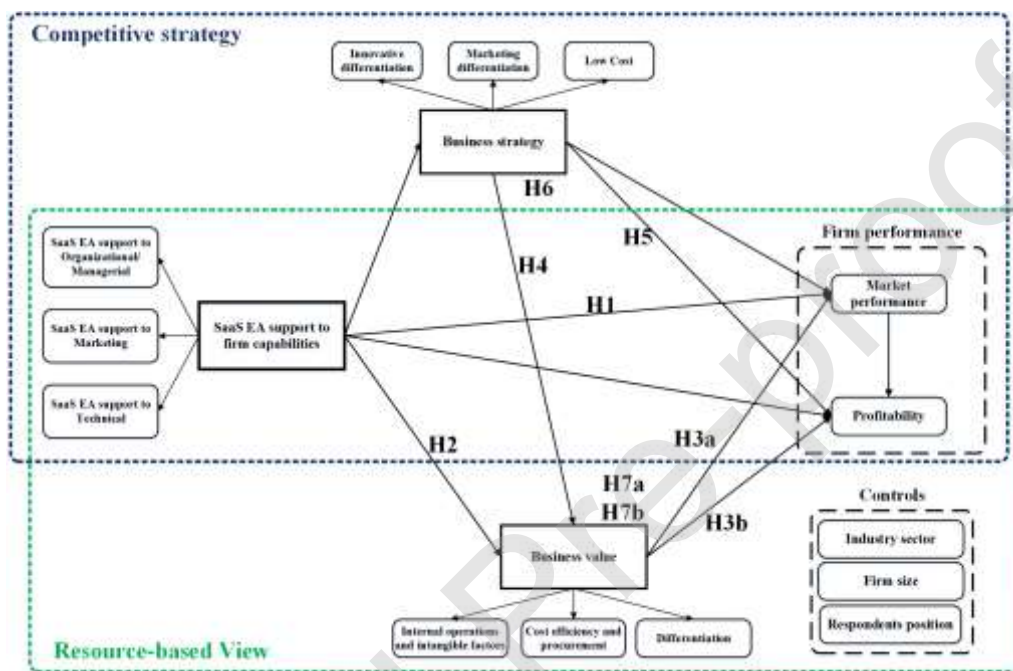 Competitive strategy
Innovative
differentiation
Marketing
differentiation
Low Cost
Business strategy
H6
SaaS EA support to
Organizational/
Managerial
Firm performance
H5
H4
Market
performance
H1
SaaS EA support to
Marketing
SaaS EA support to
firm capabilities
SaaS EA support to
Technical
Profitability
H2
H3a
H7a
H7b
H3b
Controls
Industry sector
Business value
Firm size
Respondents position
Internal operations
and intangible factors
Cost efficiency and
procurement
Differentiation
Resource-based View
Pre-proof